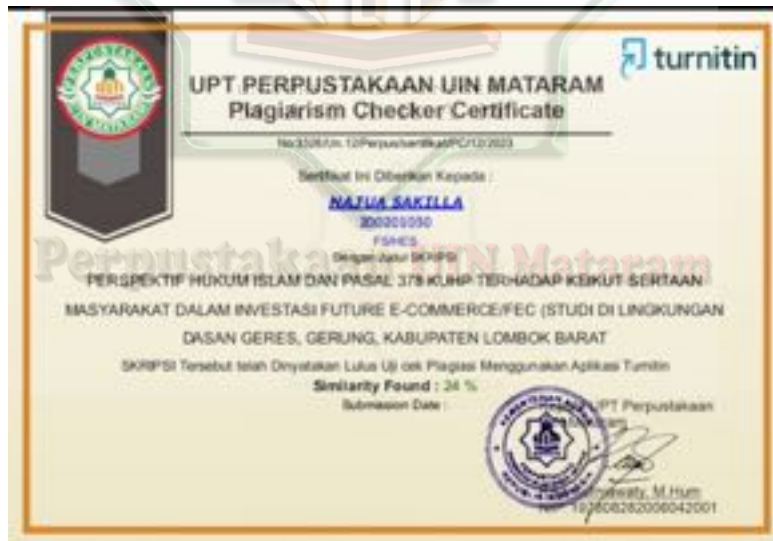 turnitin
UPT PERPUSTAKAAN UIN MATARAM
Plagiarism Checker Certificate
Sertifikat Ini Diberikan Kepada :
NAJUA SAKILLA
FS/HES
Dengan Judul SKRIPSI
Perpustakaan UIN Mataram
PERSPEKTIF HUKUM ISLAM DAN PASAL 378 KUHP TERHADAP KEIKUT SERTAAN
MASYARAKAT DALAM INVESTASI FUTURE E-COMMERCE/FEC (STUDI DI LINGKUNGAN
DASAN GERES, GERUNG, KABUPATEN LOMBOK BARAT
SKRIPSI Tersebut telah Dinyatakan Lulus Uji cek Plagiasi Menggunakan Aplikasi Turnitin
Similarity Found : 24 %
Submission Date :
UPT Perpustakaan
M.Hum